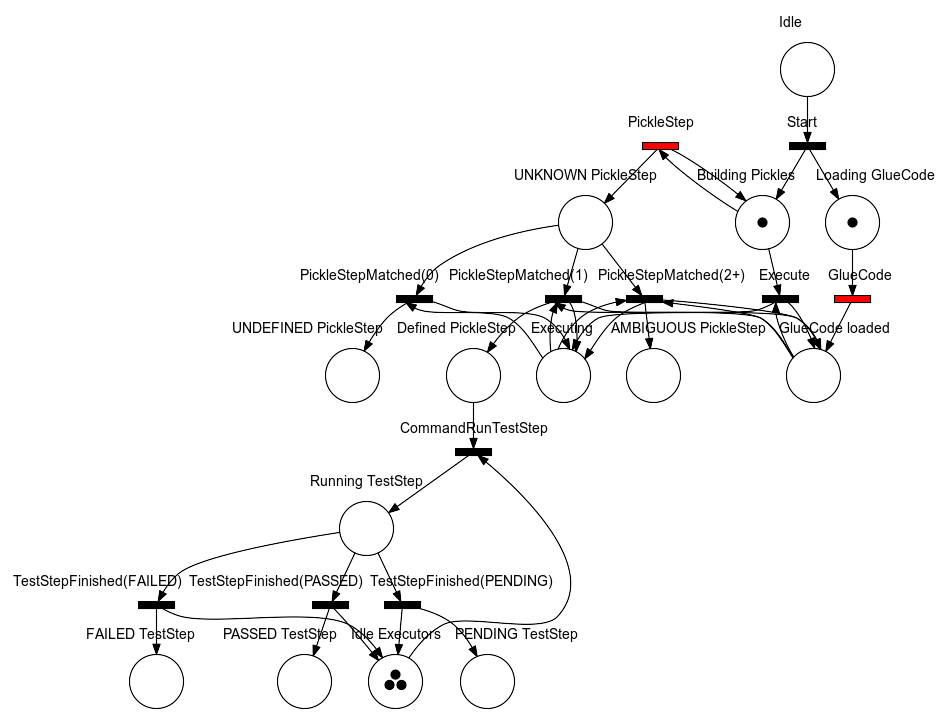 Idle
PickleStep
Start
UNKNOWN PickleStep
Building Pickles
Loading GlueCode
PickleStepMatched(0)
PickleStepMatched(1)
PickleStepMatched(2+)
Execute
GlueCode
UNDEFINED PickleStep
Defined PickleStep
Executing
AMBIGUOUS PickleStep
GlueCode loaded
CommandRunTestStep
Running TestStep
TestStepFinished(FAILED)
TestStepFinished(PASSED)
TestStepFinished(PENDING)
FAILED TestStep
PASSED TestStep
Idle Executors
PENDING TestStep